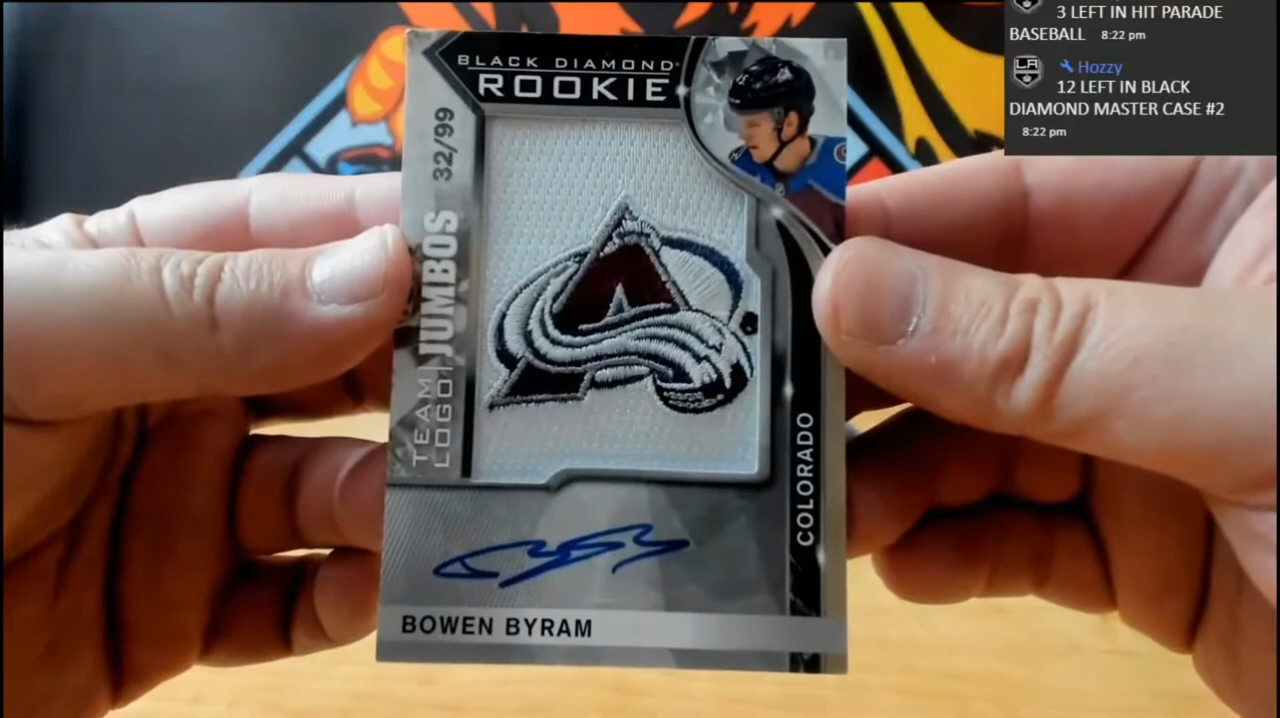 3 LEFT IN HIT PARADE
BASEBALL 8:22 pm
LA
Hozzy
12 LEFT IN BLACK
DIAMOND MASTER CASE #2
8:22 pm
BLACK DIAMOND
ROOKIE
32/99
TEAM
LOGO
JUMBOS
COLORADO
BOWEN BYRAM